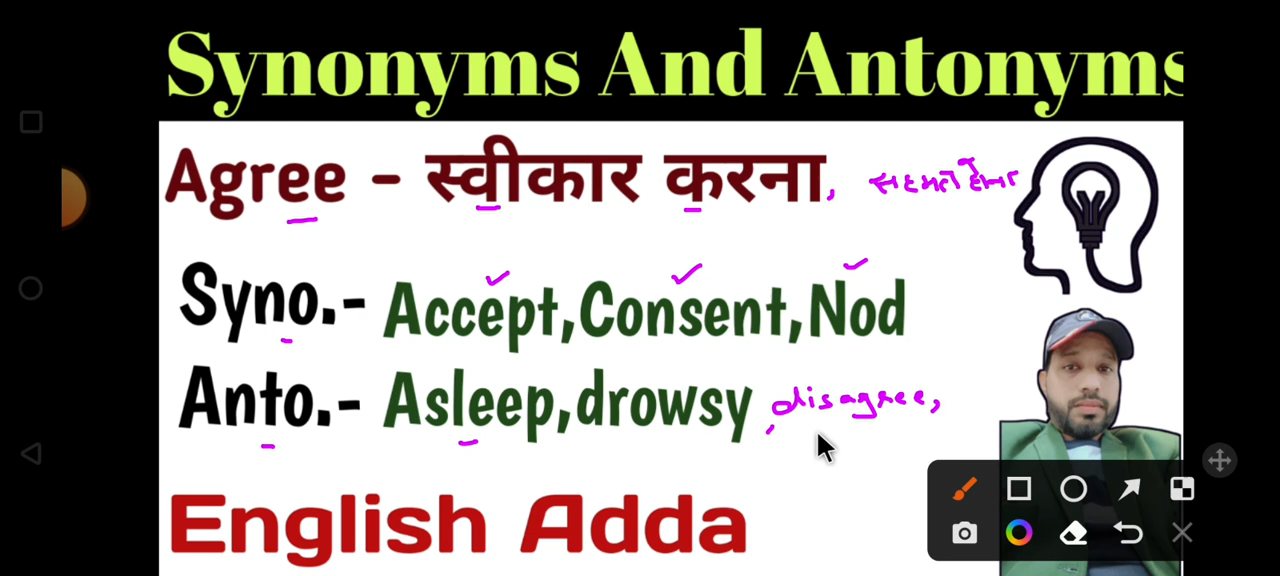 Synonyms And Antonyms
Agree - स्वीकार करना,
Syno.- Accept,Consent,Nod
Anto.- Asleep,drowsy ,disagree,
English Adda